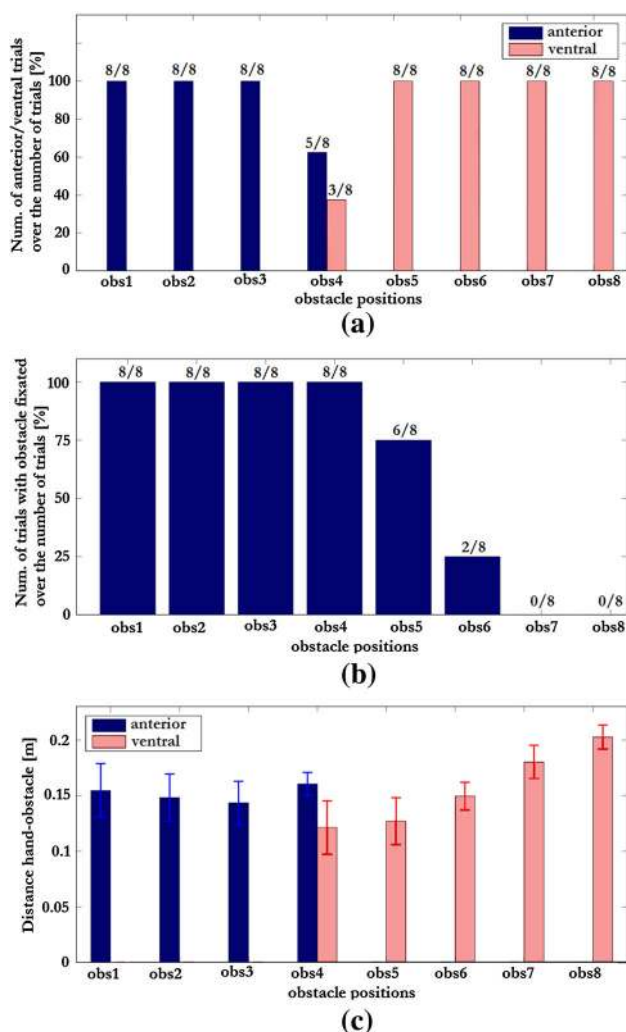 anterior
ventral
Num. of anterior/ventral trials
over the number of trials [%]
100
80
60
40
20
0
8/8 8/8 8/8 5/8 3/8 8/8 8/8 8/8 8/8
obs1 obs2 obs3 obs4 obs5 obs6 obs7 obs8
obstacle positions
(a)
Num. of trials with obstacle fixated
over the number of trials [%]
100
75
50
25
0
8/8 8/8 8/8 8/8 6/8 2/8 0/8 0/8
obs1 obs2 obs3 obs4 obs5 obs6 obs7 obs8
obstacle positions
(b)
anterior
ventral
Distance hand-obstacle [m]
0.2
0.15
0.1
0.05
0
obs1 obs2 obs3 obs4 obs5 obs6 obs7 obs8
obstacle positions
(c)